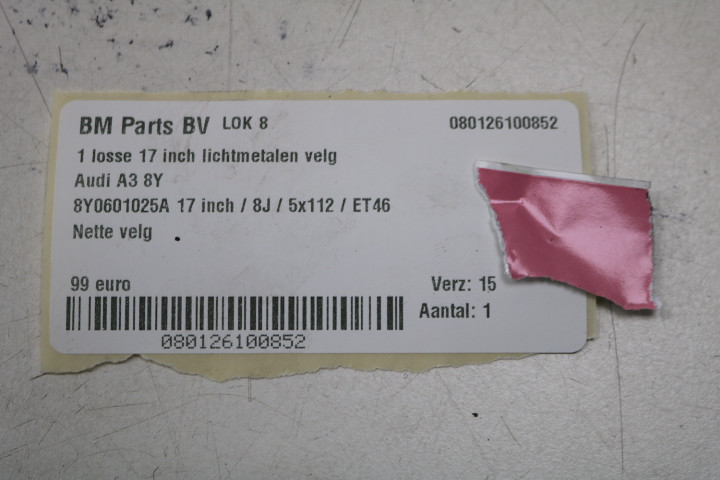 BM Parts BV LOK 8 080126100852
1 losse 17 inch lichtmetalen velg
Audi A3 8Y
8Y0601025A 17 inch / 8J / 5x112 / ET46
Nette velg
99 euro Verz: 15
Aantal: 1
080126100852